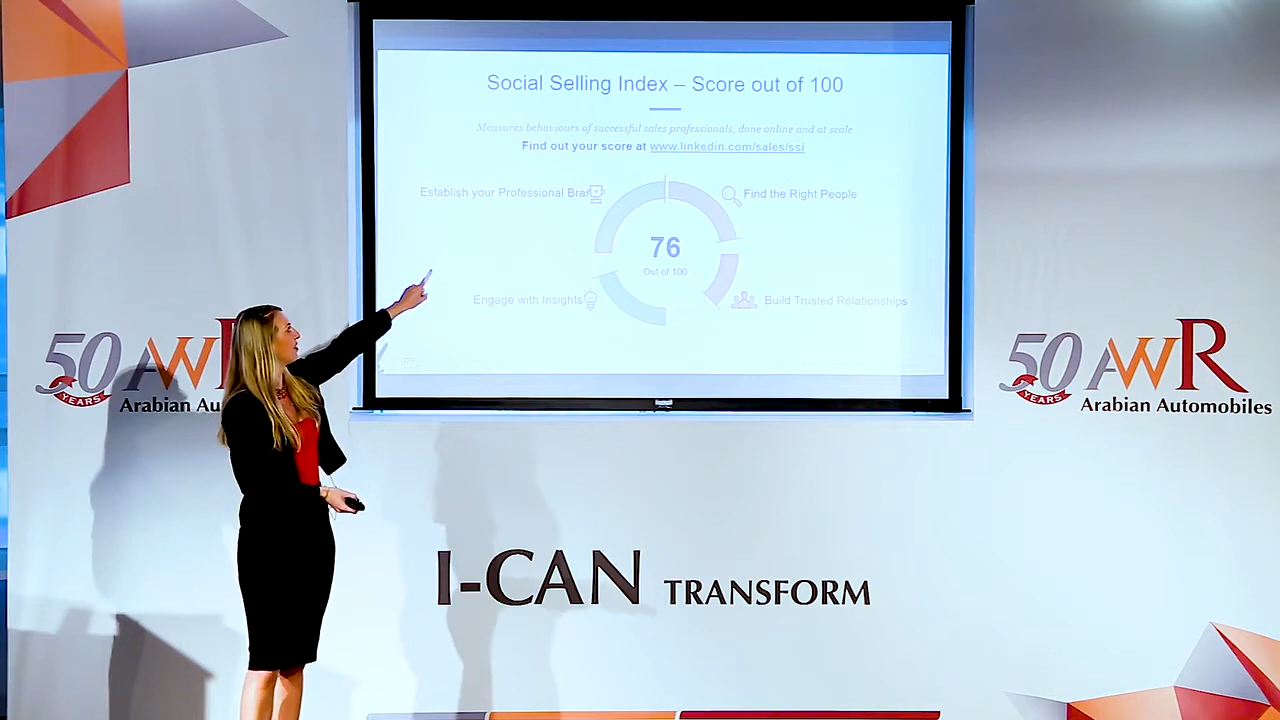 Social Selling Index – Score out of 100
Measures behaviours of successful sales professionals, done online and at scale
Find out your score at www.linkedin.com/sales/ssi
Establish your Professional Bran
Find the Right People
76
Out of 100
Engage with Insights
Build Trusted Relationships
50 AWR
YEARS
Arabian Au
50 AWR
YEARS
Arabian Automobiles
I-CAN TRANSFORM